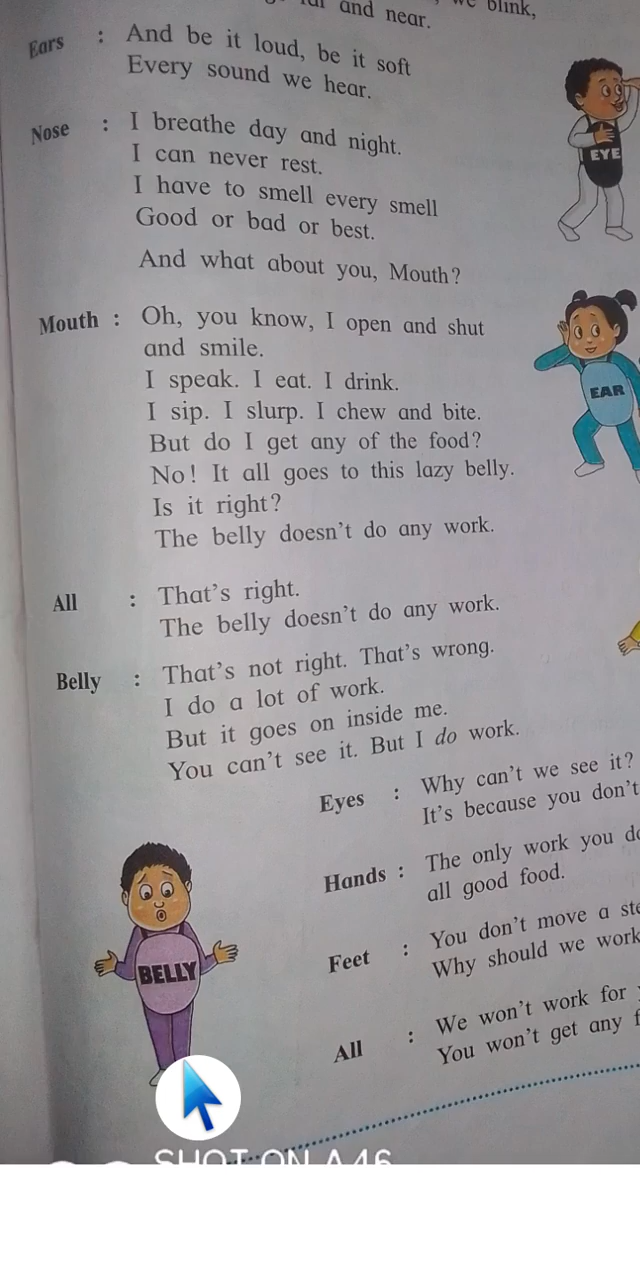 and near.
blink,
Ears : And be it loud, be it soft
Every sound we hear.
Nose : I breathe day and night.
I can never rest.
I have to smell every smell
Good or bad or best.
And what about you, Mouth?
Mouth : Oh, you know, I open and shut
and smile.
I speak. I eat. I drink.
I sip. I slurp. I chew and bite.
But do I get any of the food?
No! It all goes to this lazy belly.
Is it right?
The belly doesn't do any work.
All : That's right.
The belly doesn't do any work.
Belly : That's not right. That's wrong.
I do a lot of work.
But it goes on inside me.
You can't see it. But I do work.
Eyes : Why can't we see it?
It's because you don't
Hands : The only work you
all good food.
Feet : You don't move a
Why should we work
All : We won't work for
You won't get any
EYE
EAR
BELLY
SHOT ON A46